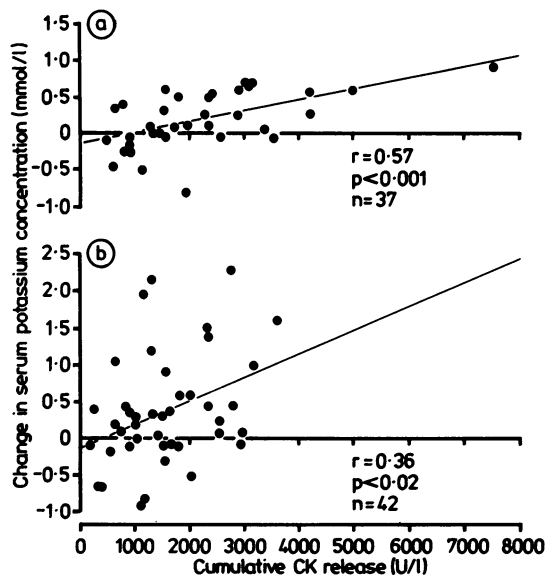 a
1·5
1·0
0·5
0
-0·5
-1·0
r=0·57
p<0·001
n=37
Change in serum potassium concentration (mmol/l)
b
2·5
2·0
1·5
1·0
0·5
0
-0·5
-1·0
r=0·36
p<0·02
n=42
0 1000 2000 3000 4000 5000 6000 7000 8000
Cumulative CK release (U/l)